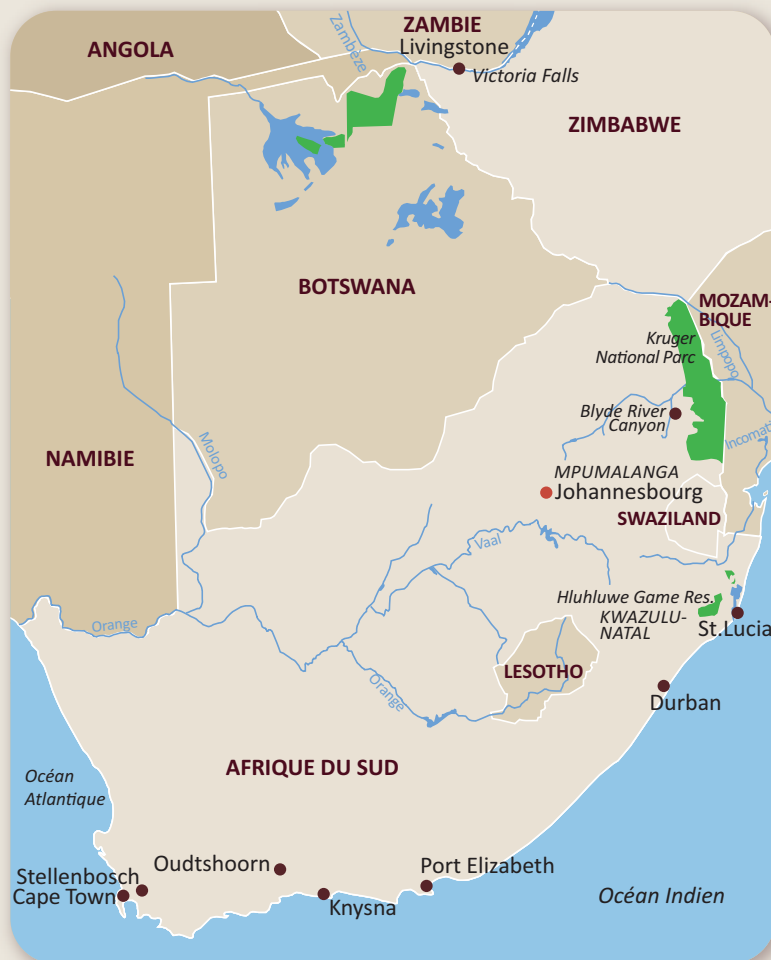 ANGOLA
ZAMBIE
Livingstone
Zambèze
Victoria Falls
ZIMBABWE
BOTSWANA
MOZAM-
BIQUE
Kruger
National Parc
Limpopo
Blyde River
Canyon
Incomati
NAMIBIE
Molopo
MPUMALANGA
Johannesbourg
SWAZILAND
Vaal
Hluhluwe Game Res.
KWAZULU-
NATAL
St.Lucia
Orange
LESOTHO
Orange
Durban
AFRIQUE DU SUD
Océan
Atlantique
Oudtshoorn
Port Elizabeth
Stellenbosch
Cape Town
Knysna
Océan Indien